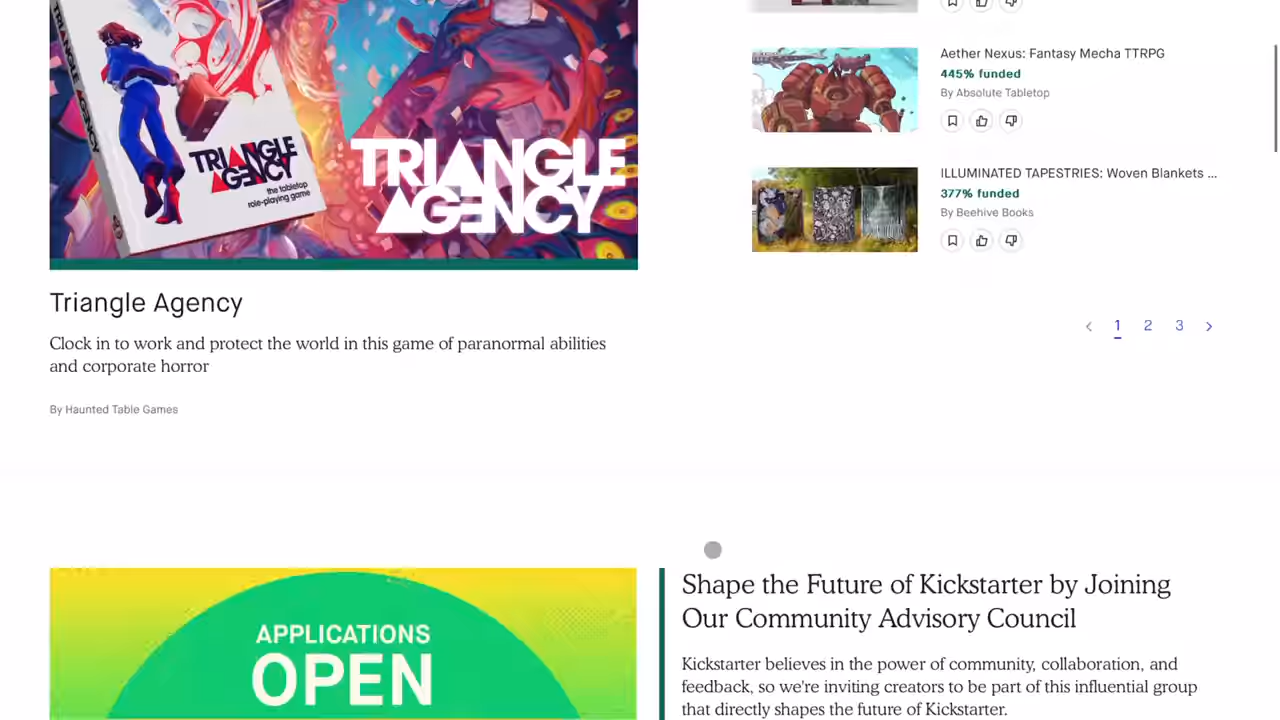 TRIANGLE AGENCY
TRIANGLE
AGENCY
the tabletop
role-playing game
TRIANGLE
AGENCY
Triangle Agency
Clock in to work and protect the world in this game of paranormal abilities
and corporate horror
By Haunted Table Games
Aether Nexus: Fantasy Mecha TTRPG
445% funded
By Absolute Tabletop
ILLUMINATED TAPESTRIES: Woven Blankets ...
377% funded
By Beehive Books
1 2 3
APPLICATIONS
OPEN
Shape the Future of Kickstarter by Joining
Our Community Advisory Council
Kickstarter believes in the power of community, collaboration, and
feedback, so we're inviting creators to be part of this influential group
that directly shapes the future of Kickstarter.